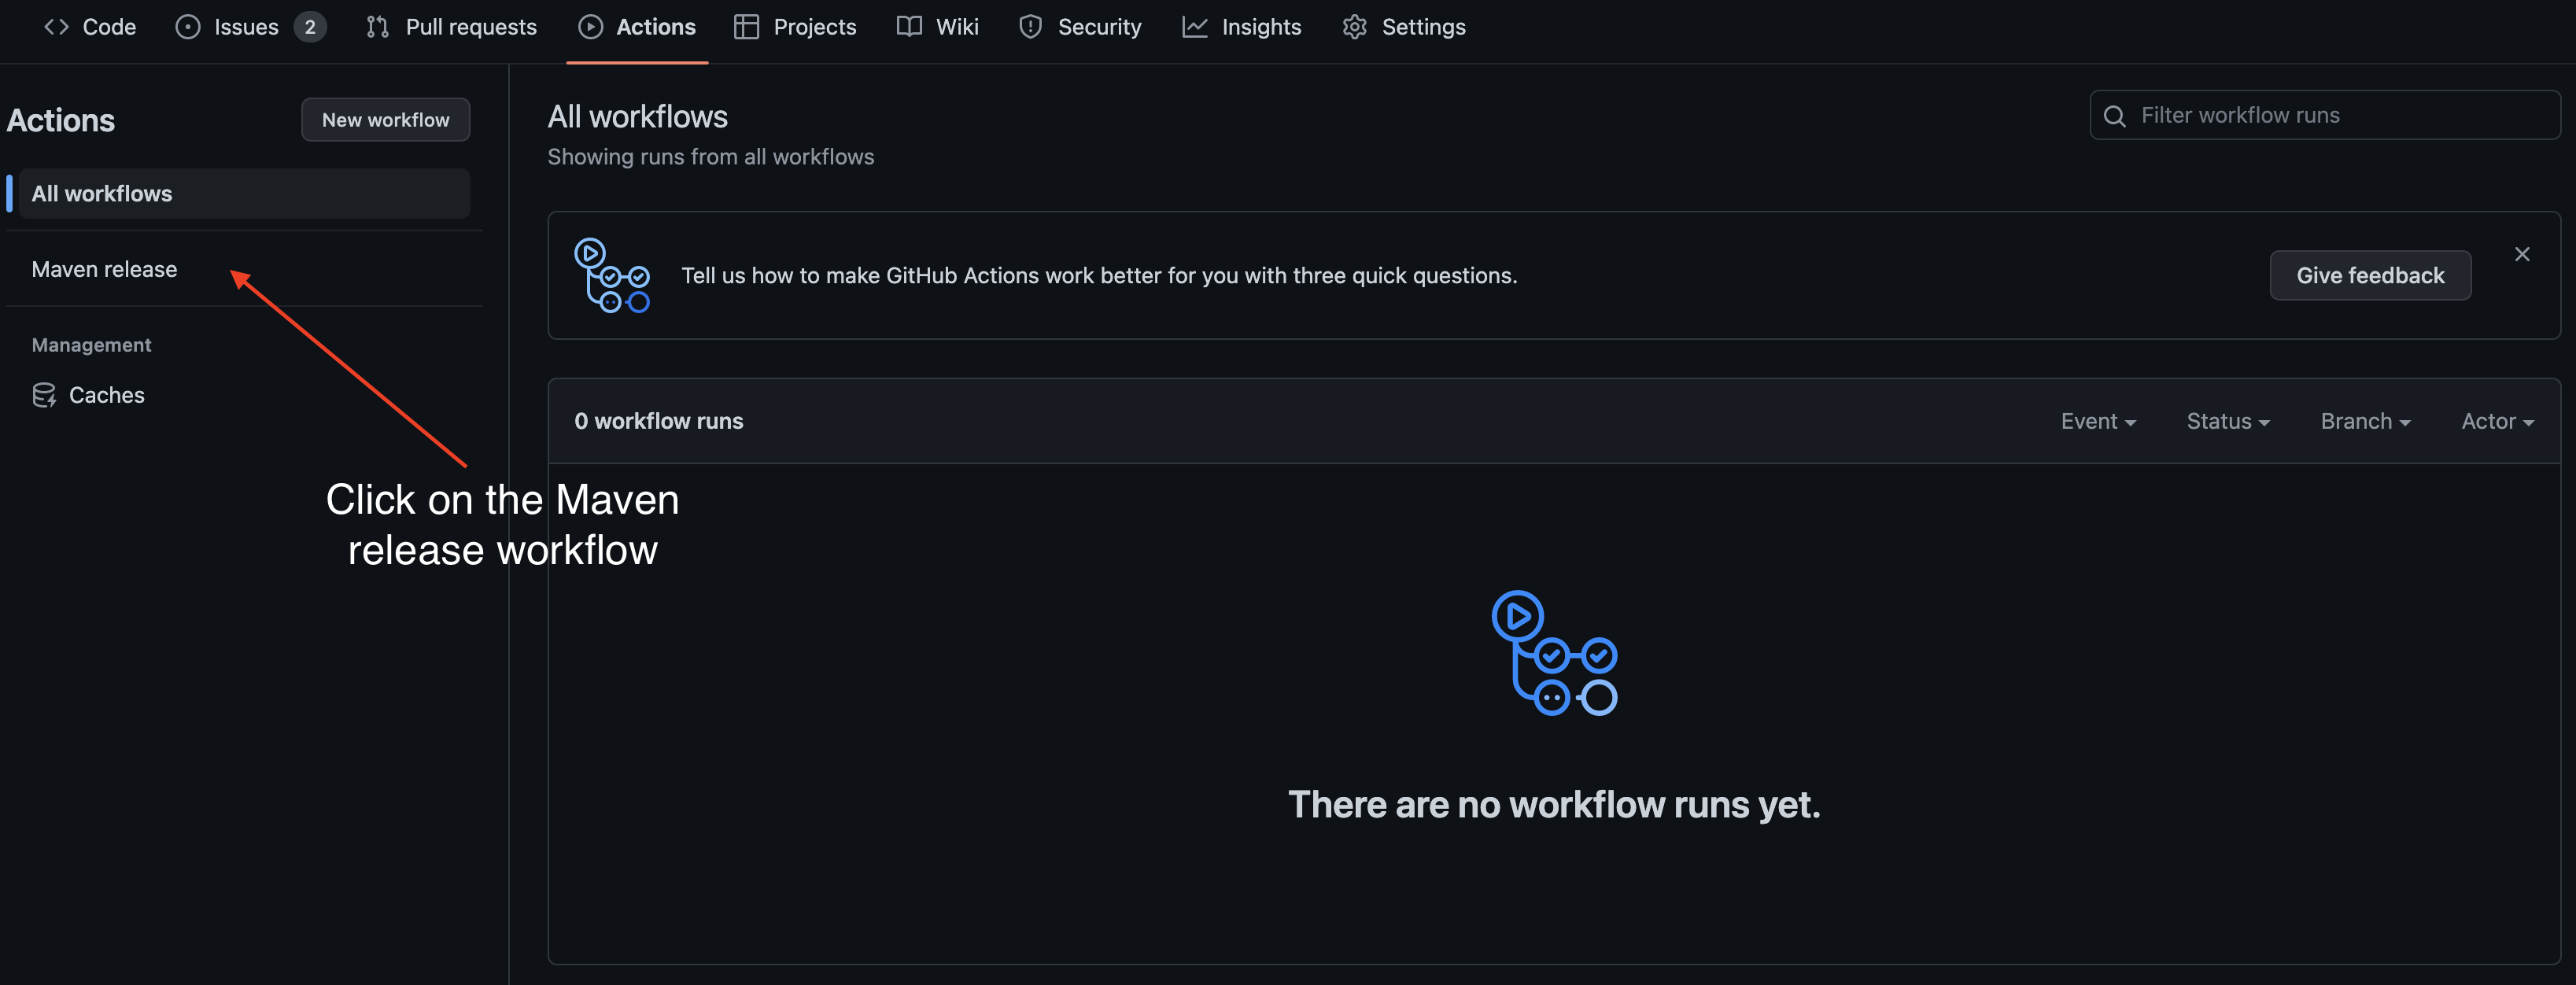 Code
Issues 2
Pull requests
Actions
Projects
Wiki
Security
Insights
Settings
Actions
New workflow
All workflows
Maven release
Management
Caches
Click on the Maven
release workflow
All workflows
Showing runs from all workflows
Filter workflow runs
Tell us how to make GitHub Actions work better for you with three quick questions.
Give feedback
0 workflow runs
Event
Status
Branch
Actor
There are no workflow runs yet.